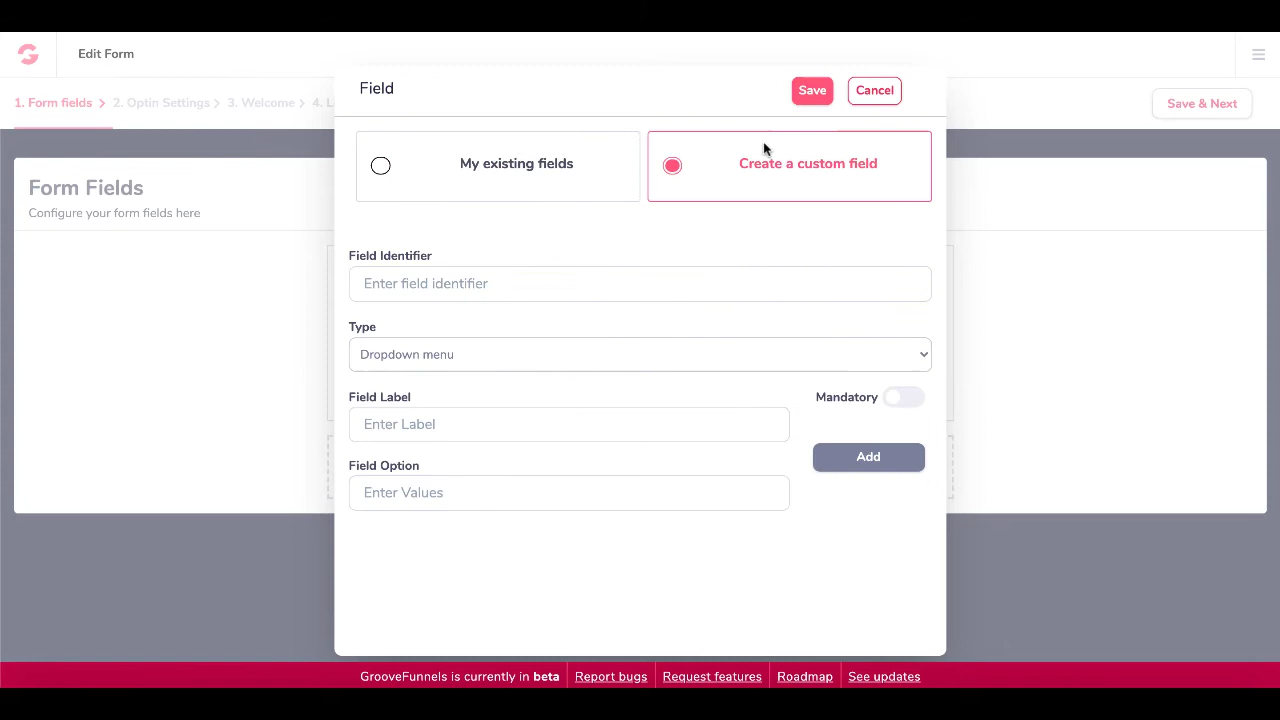 Edit Form
1. Form fields > 2. Optin Settings > 3. Welcome > 4. L
Save & Next
Form Fields
Configure your form fields here
Field
Save
Cancel
My existing fields
Create a custom field
Field Identifier
Enter field identifier
Type
Dropdown menu
Field Label
Mandatory
Enter Label
Add
Field Option
Enter Values
GrooveFunnels is currently in beta Report bugs Request features Roadmap See updates